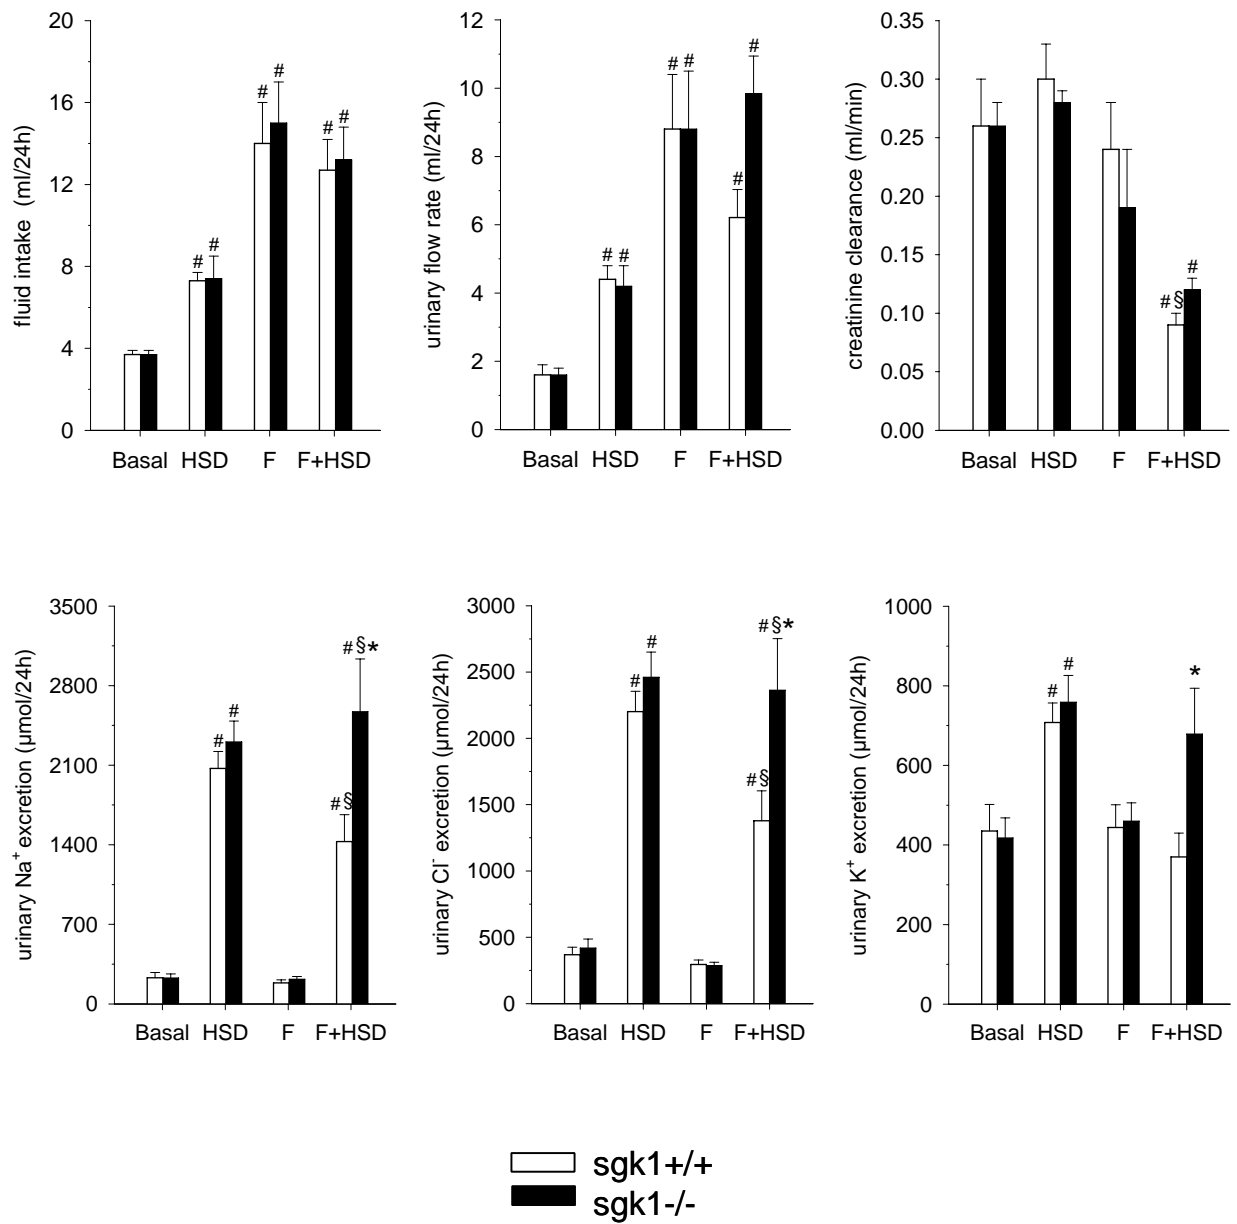 fluid intake (ml/24h)
20
16
12
8
4
0
# # # # # #
Basal HSD F F+HSD
urinary flow rate (ml/24h)
12
10
8
6
4
2
0
# # # # # #
Basal HSD F F+HSD
creatinine clearance (ml/min)
0.35
0.30
0.25
0.20
0.15
0.10
0.05
0.00
#§ #
Basal HSD F F+HSD
urinary Na⁺ excretion (µmol/24h)
3500
2800
2100
1400
700
0
# # #§ #§*
Basal HSD F F+HSD
urinary Cl⁻ excretion (µmol/24h)
3000
2500
2000
1500
1000
500
0
# # #§ #§*
Basal HSD F F+HSD
urinary K⁺ excretion (µmol/24h)
1000
800
600
400
200
0
# # *
Basal HSD F F+HSD
sgk1+/+
sgk1-/-